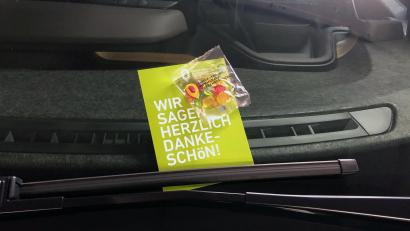 WIR
SAGEN
HERZLICH
DANKE-
SCHÖN!